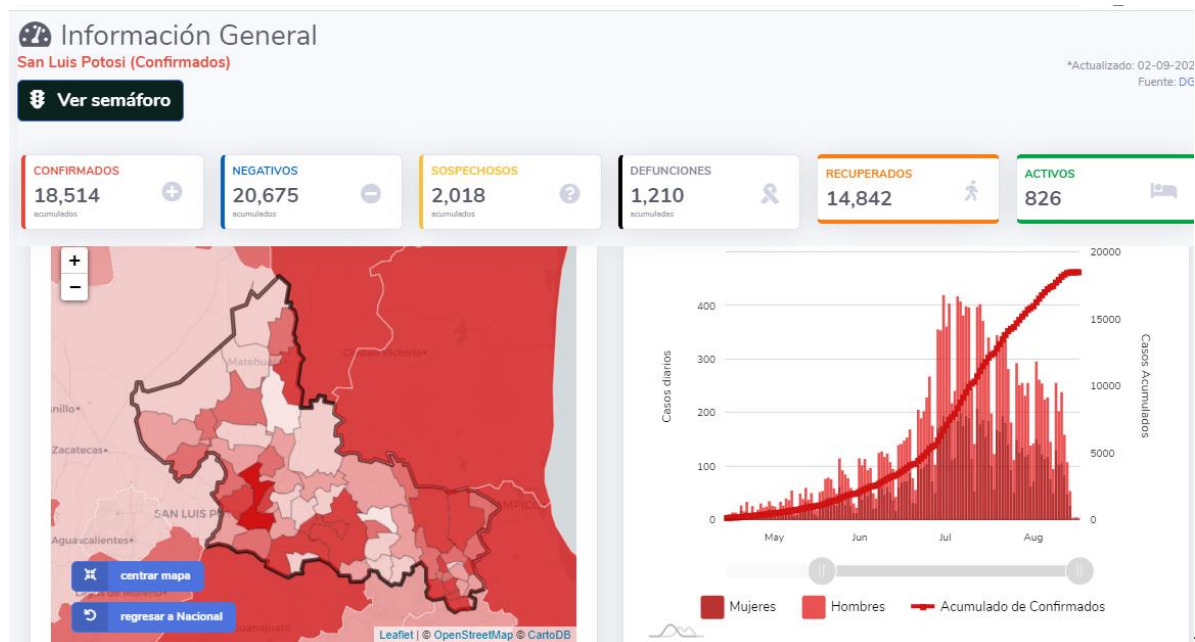 Información General
San Luis Potosi (Confirmados)
*Actualizado: 02-09-202
Fuente: DG
Ver semáforo
CONFIRMADOS
18,514
acumulados
NEGATIVOS
20,675
acumulados
SOSPECHOSOS
2,018
acumulados
DEFUNCIONES
1,210
acumuladas
RECUPERADOS
14,842
ACTIVOS
826
+
−
Matehuala
Ciudad Victoria
Zacatecas
SAN LUIS P
Aguascalientes
Guanajuato
centrar mapa
regresar a Nacional
Leaflet | © OpenStreetMap © CartoDB
20000
400
15000
300
10000
200
5000
100
0
0
Casos diarios
Casos Acumulados
May
Jun
Jul
Aug
Mujeres
Hombres
Acumulado de Confirmados